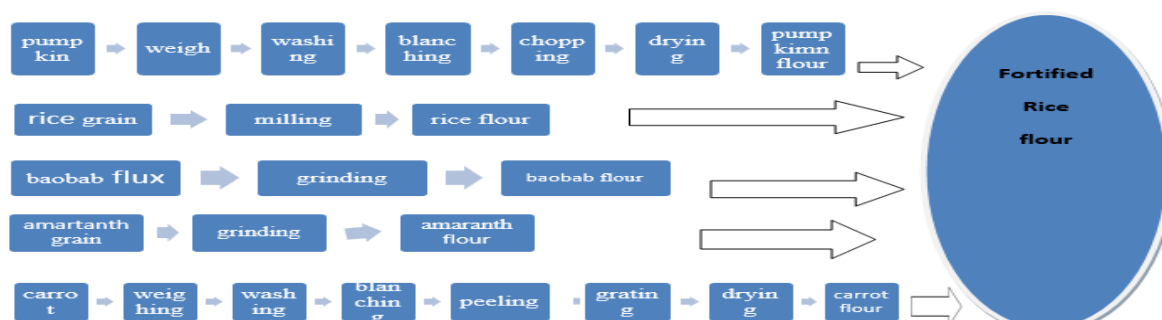 pump
kin
weigh
washi
ng
blanc
hing
chopp
ing
dryin
g
pump
kimn
flour
rice grain
milling
rice flour
baobab flux
grinding
baobab flour
amartanth
grain
grinding
amaranth
flour
carro
t
weig
hing
wash
ing
blan
chin
g
peeling
gratin
g
dryin
g
carrot
flour
Fortified
Rice
flour